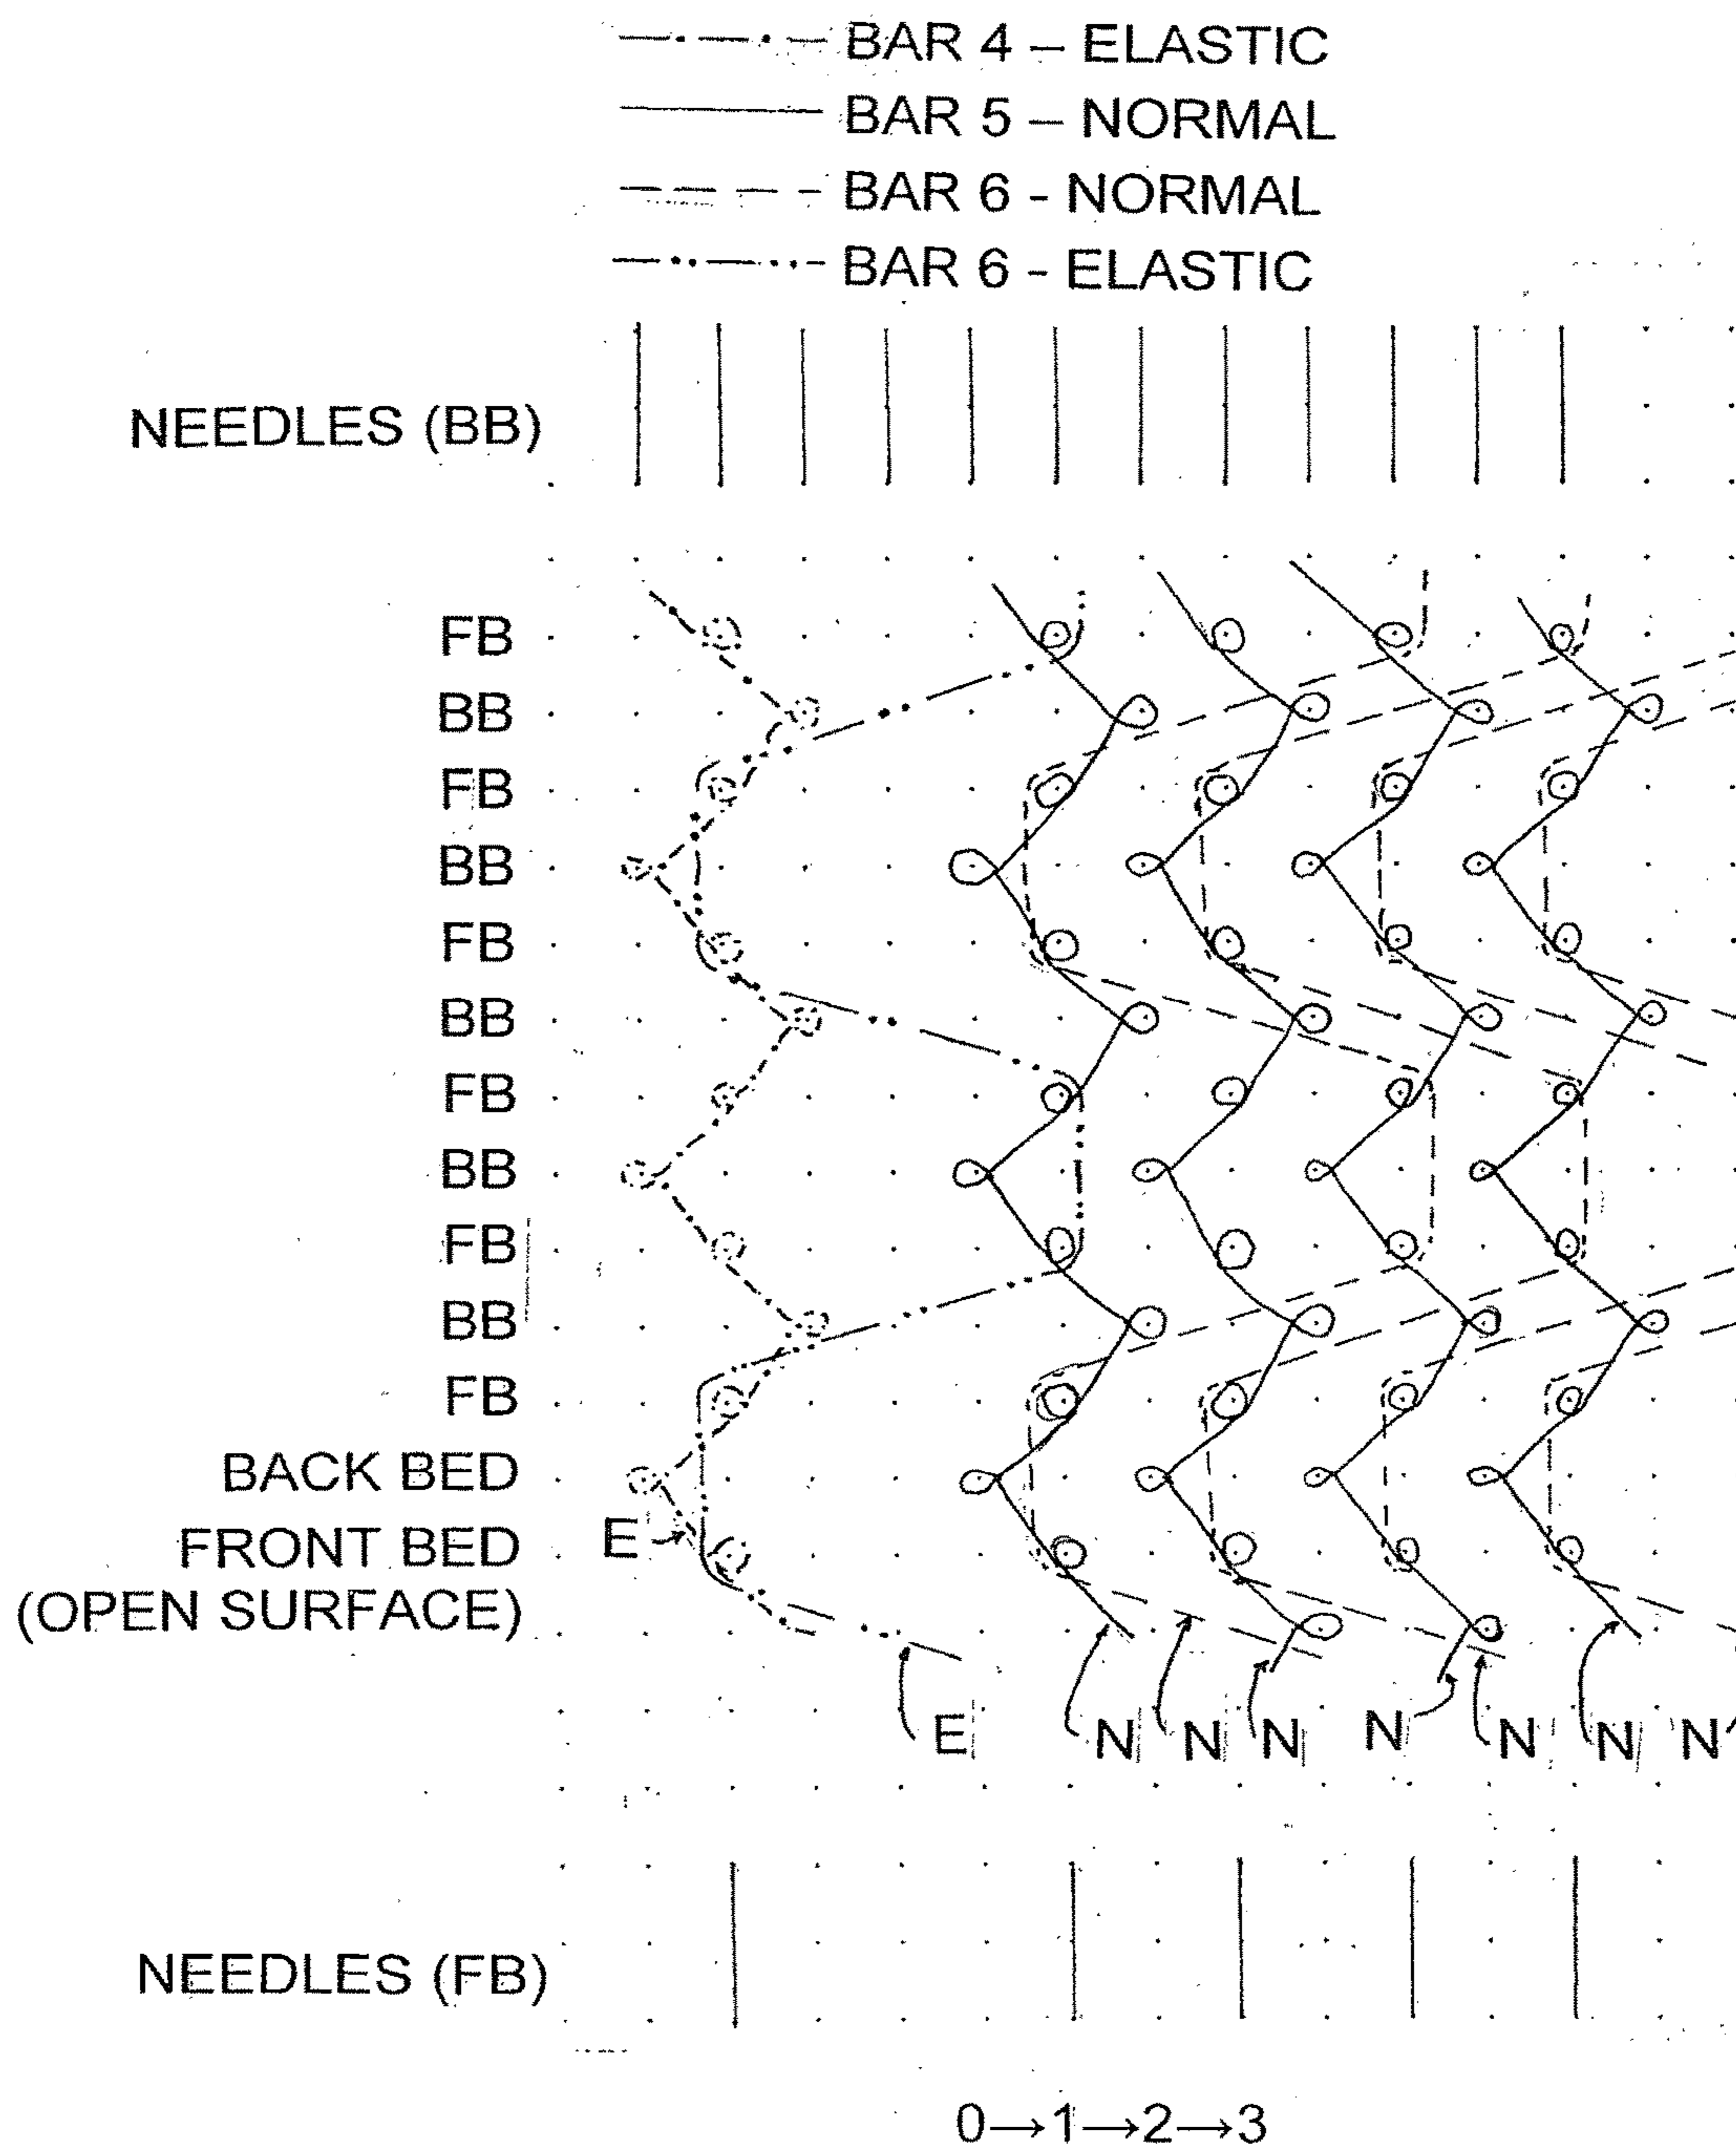 BAR 4 – ELASTIC
BAR 5 – NORMAL
BAR 6 - NORMAL
BAR 6 - ELASTIC
NEEDLES (BB)
FB
BB
FB
BB
FB
BB
FB
BB
FB
BB
FB
BACK BED
FRONT BED
(OPEN SURFACE)
E
E N N N N N N N
NEEDLES (FB)
0→1→2→3